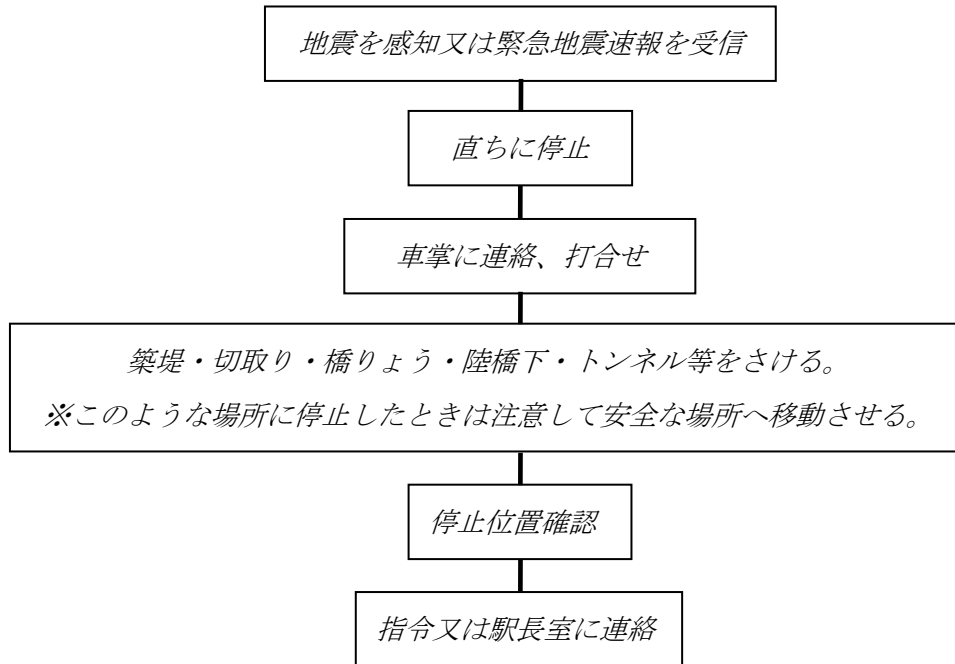 地震を感知又は緊急地震速報を受信
直ちに停止
車掌に連絡、打合せ
築堤・切取り・橋りょう・陸橋下・トンネル等をさける。
※このような場所に停止したときは注意して安全な場所へ移動させる。
停止位置確認
指令又は駅長室に連絡